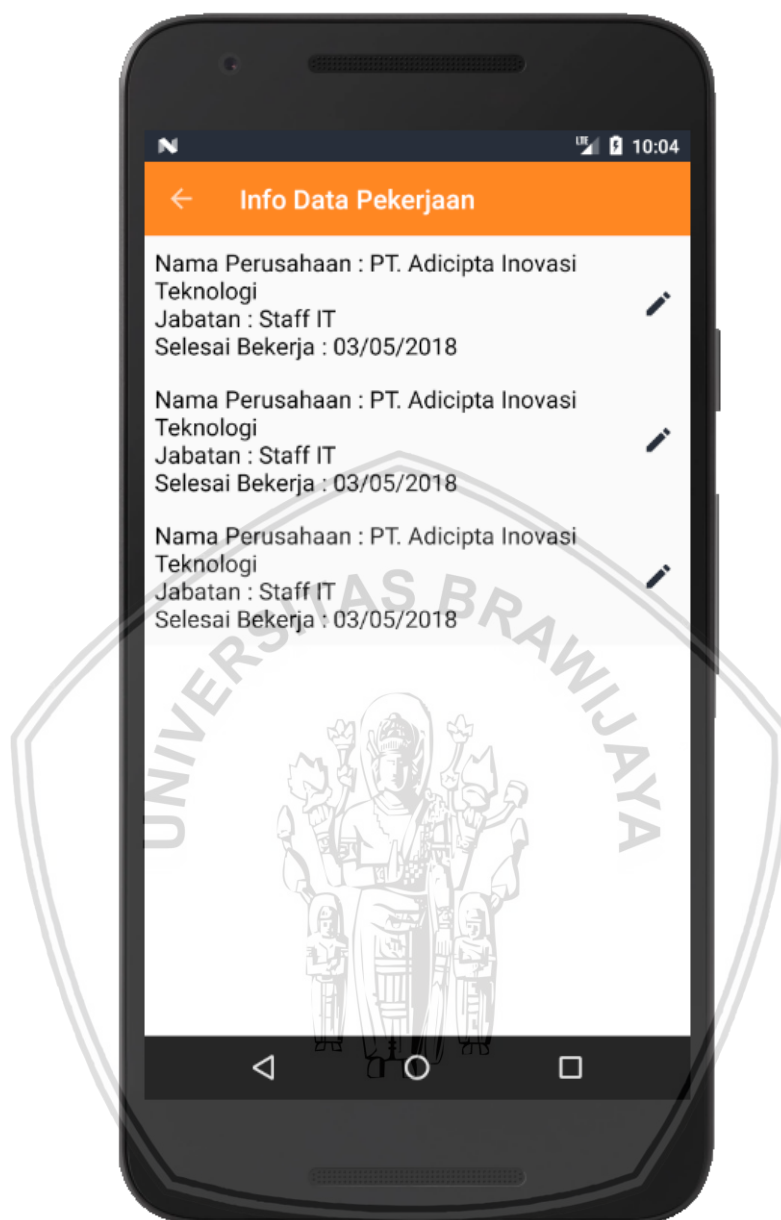 LTE 10:04
Info Data Pekerjaan
Nama Perusahaan : PT. Adicipta Inovasi
Teknologi
Jabatan : Staff IT
Selesai Bekerja : 03/05/2018
Nama Perusahaan : PT. Adicipta Inovasi
Teknologi
Jabatan : Staff IT
Selesai Bekerja : 03/05/2018
Nama Perusahaan : PT. Adicipta Inovasi
Teknologi
Jabatan : Staff IT
Selesai Bekerja : 03/05/2018
UNIVERSITAS BRAWIJAYA